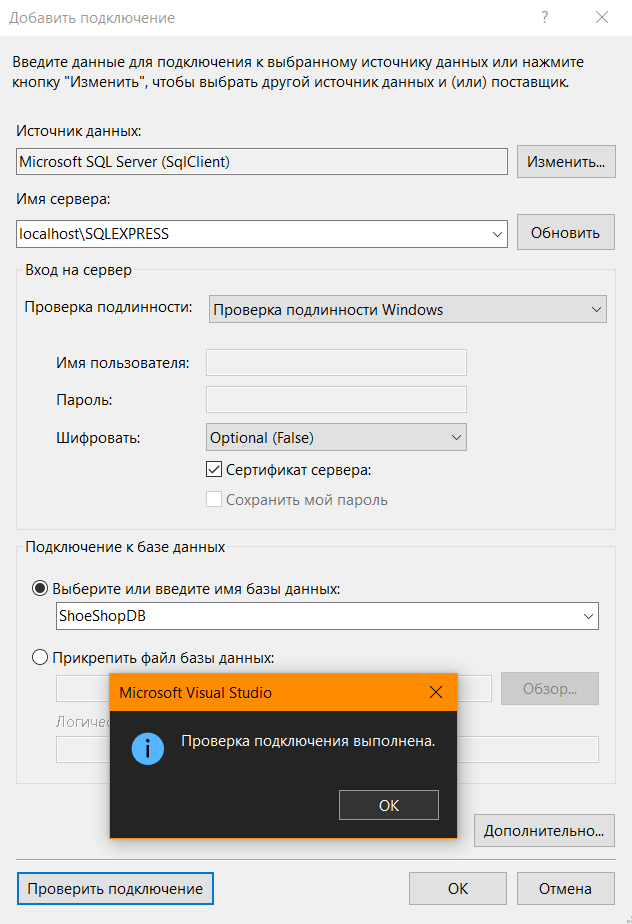 Добавить подключение
?
Введите данные для подключения к выбранному источнику данных или нажмите
кнопку "Изменить", чтобы выбрать другой источник данных и (или) поставщик.
Источник данных:
Microsoft SQL Server (SqlClient)
Изменить...
Имя сервера:
localhost\SQLEXPRESS
Обновить
Вход на сервер
Проверка подлинности:
Проверка подлинности Windows
Имя пользователя:
Пароль:
Шифровать:
Optional (False)
Сертификат сервера:
Сохранить мой пароль
Подключение к базе данных
Выберите или введите имя базы данных:
ShoeShopDB
Прикрепить файл базы данных:
Обзор...
Microsoft Visual Studio
Проверка подключения выполнена.
OK
Дополнительно...
Проверить подключение
OK
Отмена